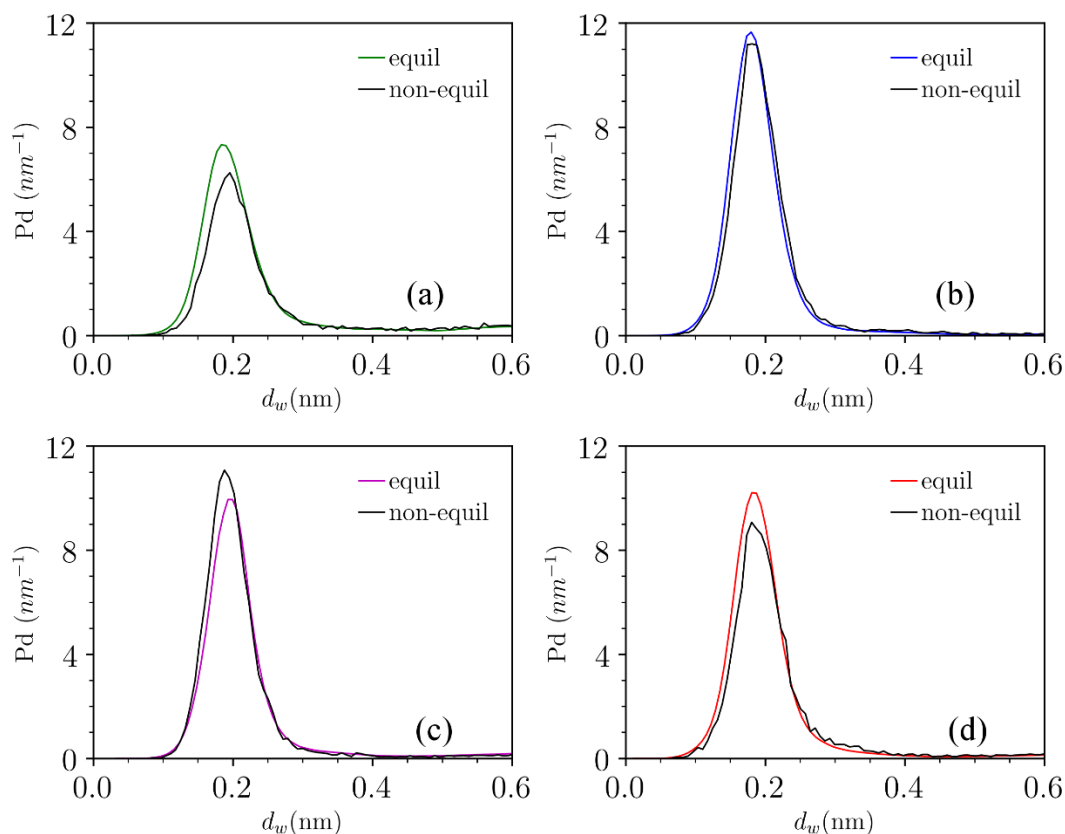 12
8
4
0
Pd (nm⁻¹)
equil
non-equil
(a)
0.0 0.2 0.4 0.6
d_w(nm)
12
8
4
0
Pd (nm⁻¹)
equil
non-equil
(b)
0.0 0.2 0.4 0.6
d_w(nm)
12
8
4
0
Pd (nm⁻¹)
equil
non-equil
(c)
0.0 0.2 0.4 0.6
d_w(nm)
12
8
4
0
Pd (nm⁻¹)
equil
non-equil
(d)
0.0 0.2 0.4 0.6
d_w(nm)